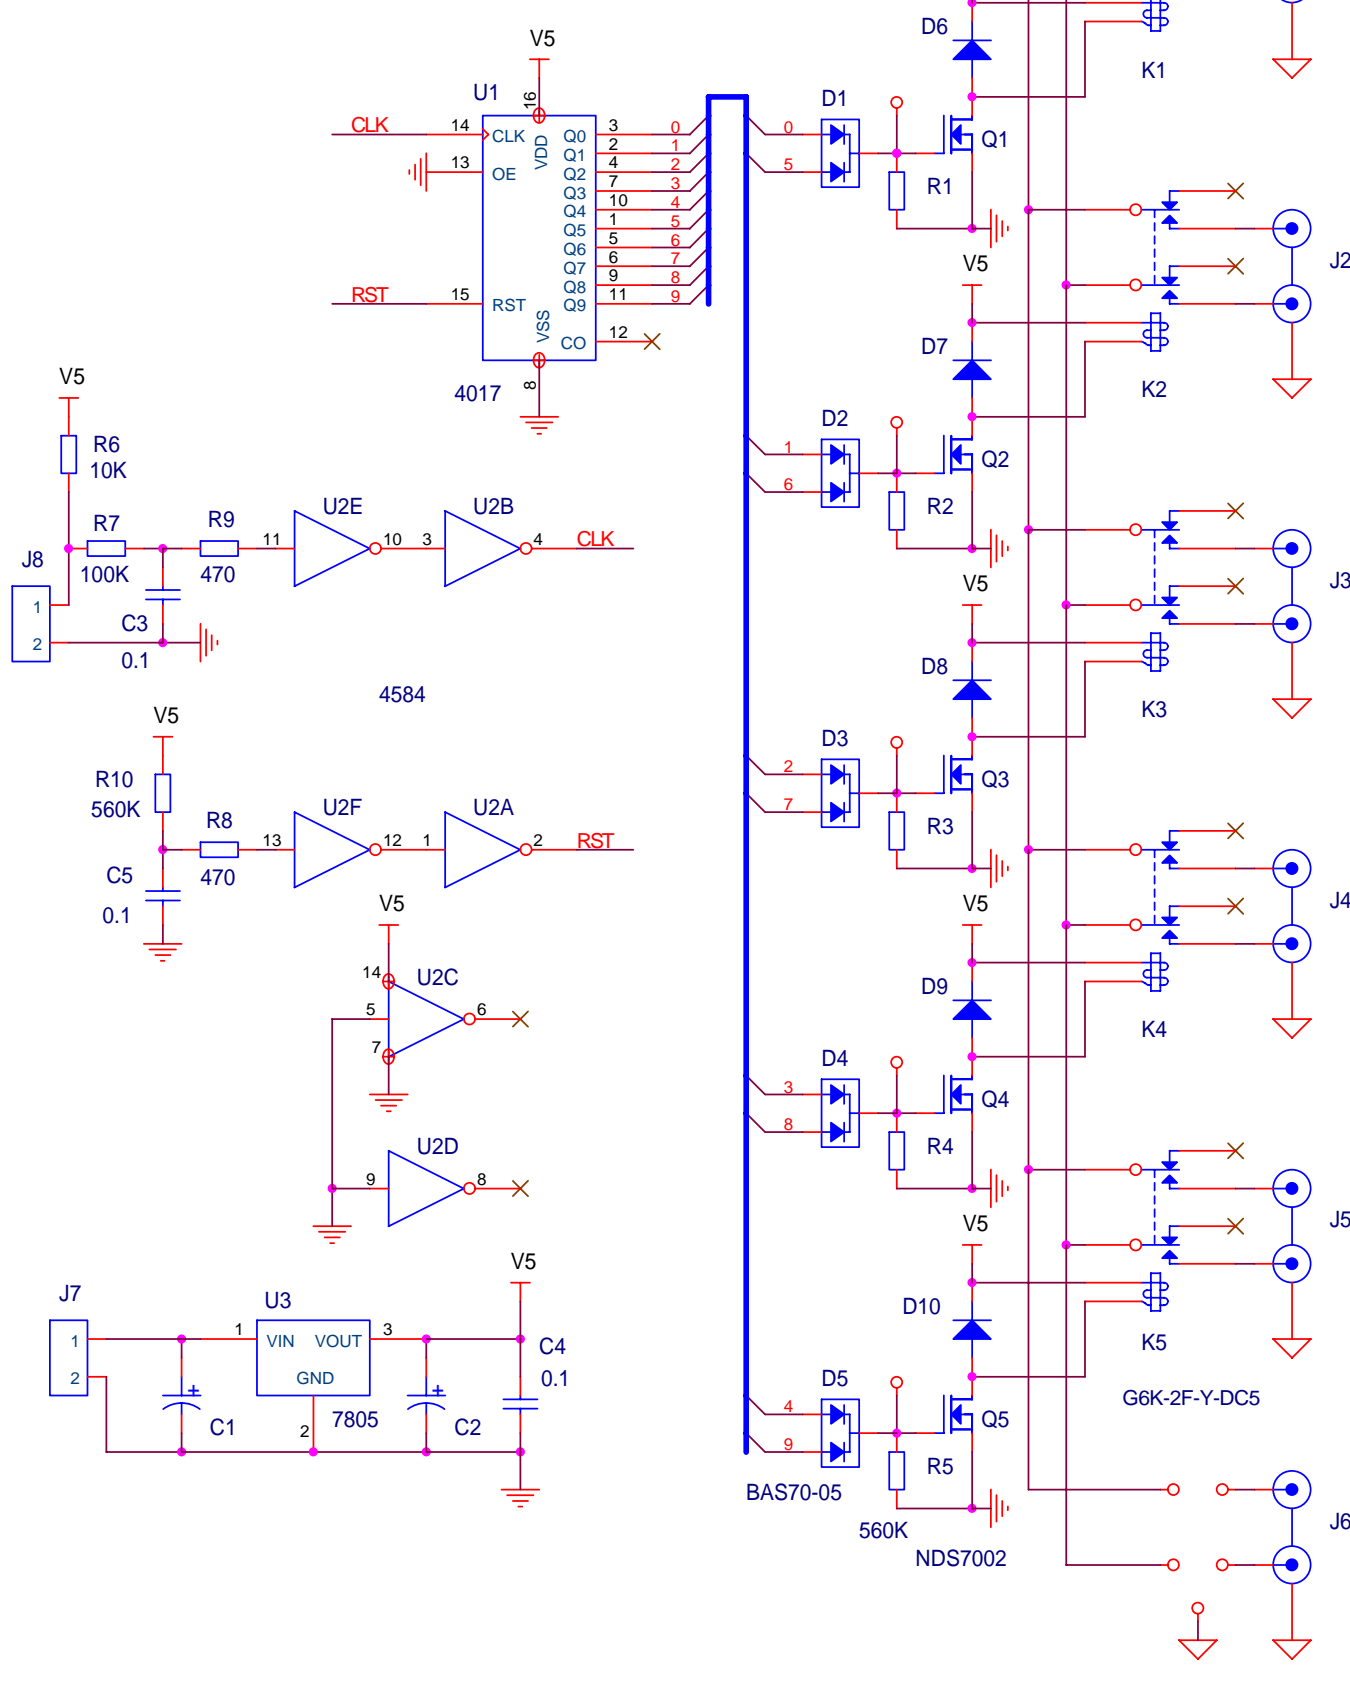 D6
K1
V5
U1
16
CLK 14 CLK VDD Q0 3 0
Q1 2 1
13 OE Q2 4 2
Q3 7 3
Q4 10 4
Q5 1 5
Q6 5 6
Q7 6 7
Q8 9 8
RST 15 RST Q9 11 9
VSS
CO 12
8
4017
D1
0
5
Q1
R1
J2
V5
D7
K2
D2
1
6
Q2
R2
V5
R6
10K
R7
100K
R9
470
J8
1
2
C3
0.1
11 U2E 10 3 U2B 4 CLK
4584
J3
V5
D8
K3
D3
2
7
Q3
R3
V5
R10
560K
R8
470
C5
0.1
13 U2F 12 1 U2A 2 RST
J4
V5
D9
K4
V5
14 U2C
5 6
7
D4
3
8
Q4
R4
U2D
9 8
J5
V5
D10
K5
G6K-2F-Y-DC5
V5
J7
1
2
U3
1 VIN VOUT 3
GND
2
7805
C1
C2
C4
0.1
D5
4
9
Q5
R5
BAS70-05
560K
NDS7002
J6